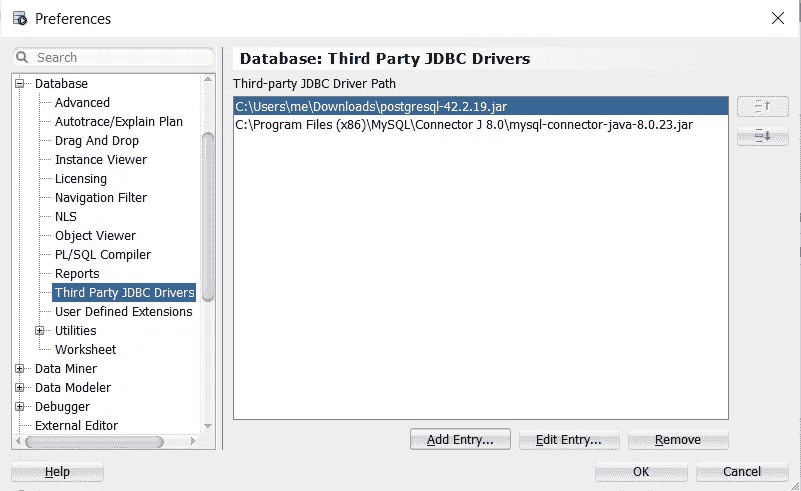 Preferences
Search
Database
Advanced
Autotrace/Explain Plan
Drag And Drop
Instance Viewer
Licensing
Navigation Filter
NLS
Object Viewer
PL/SQL Compiler
Reports
Third Party JDBC Drivers
User Defined Extensions
Utilities
Worksheet
Data Miner
Data Modeler
Debugger
External Editor
Database: Third Party JDBC Drivers
Third-party JDBC Driver Path
C:\Users\me\Downloads\postgresql-42.2.19.jar
C:\Program Files (x86)\MySQL\Connector J 8.0\mysql-connector-java-8.0.23.jar
Add Entry... Edit Entry... Remove
Help OK Cancel